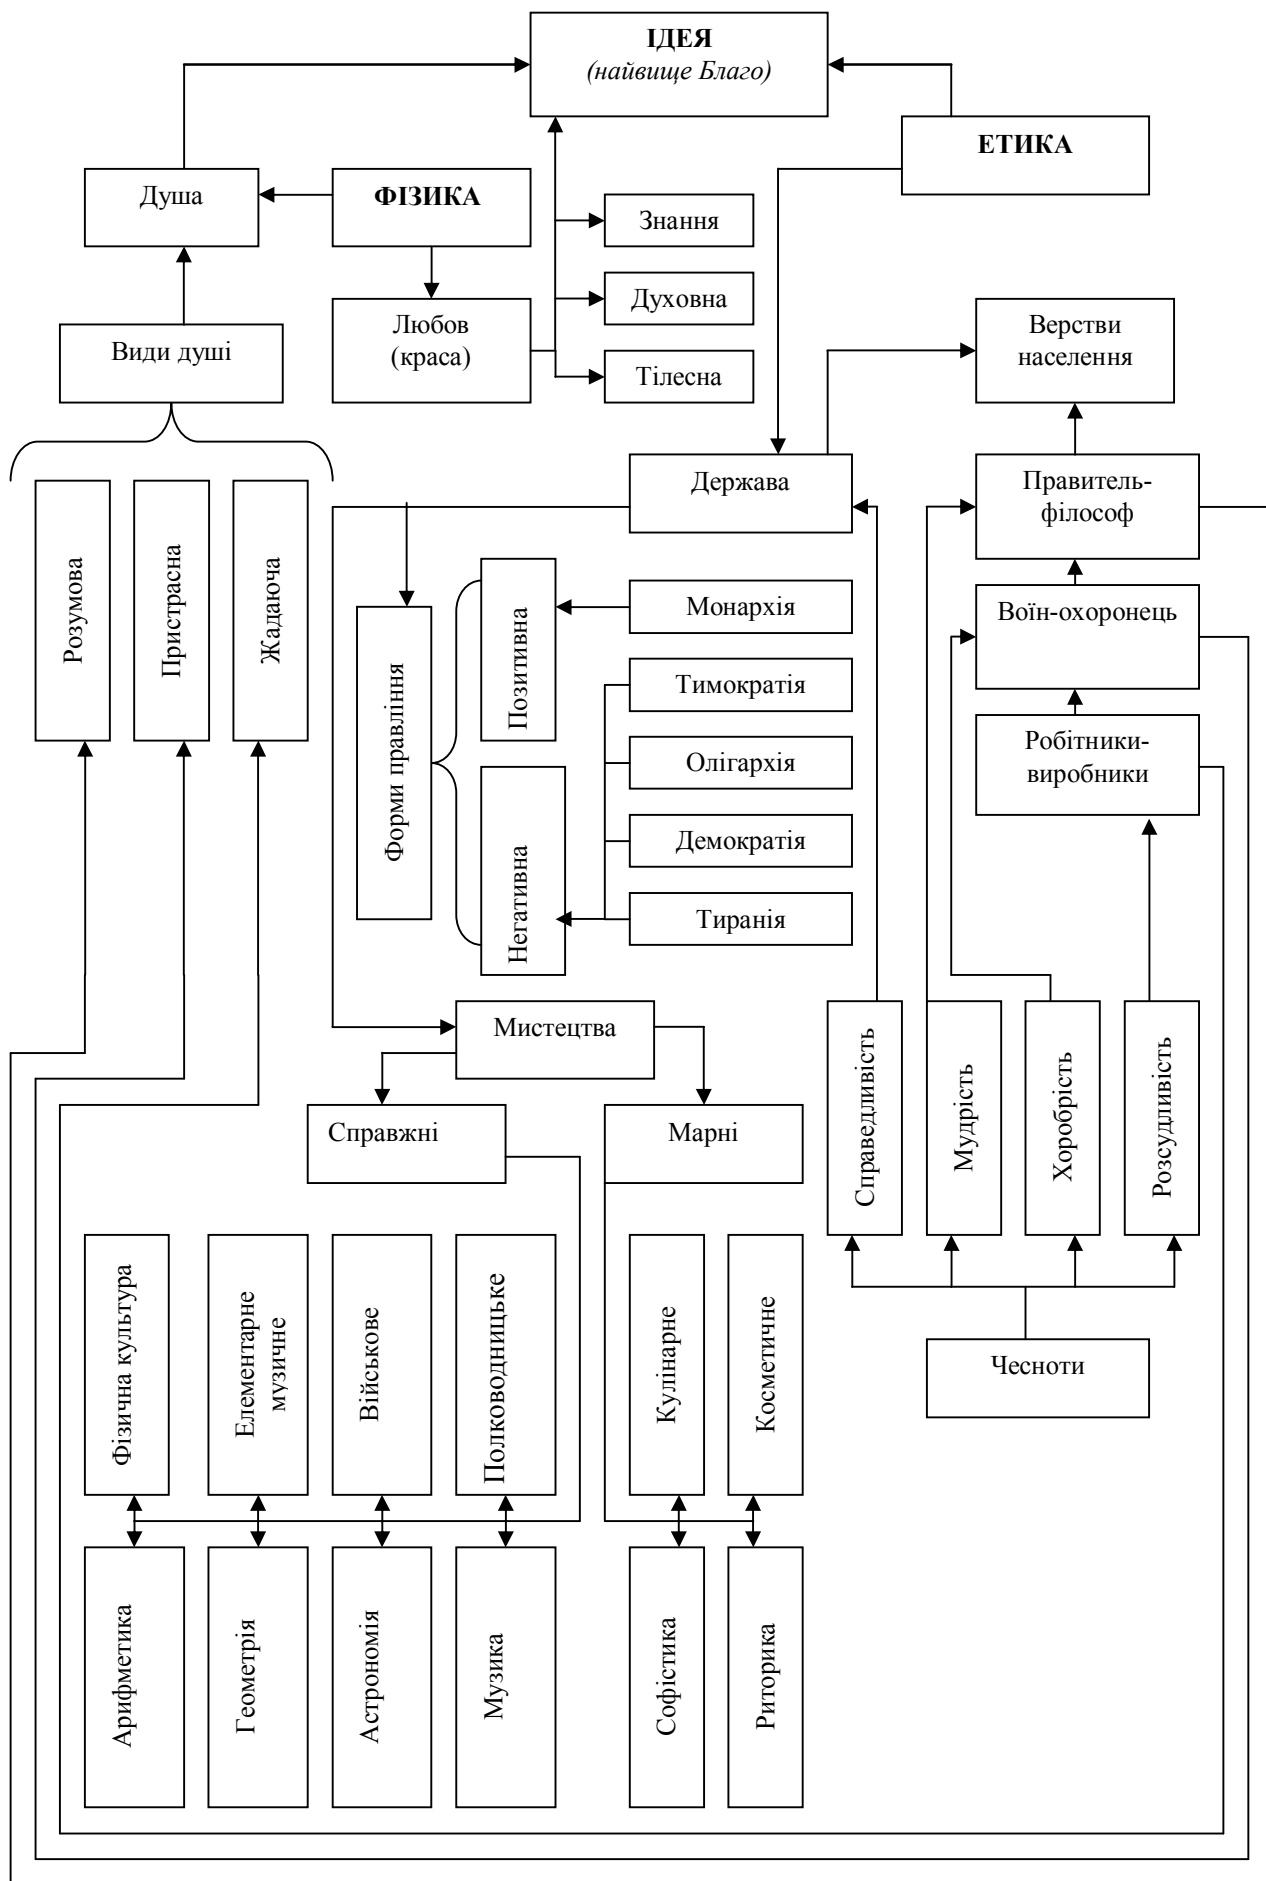 ІДЕЯ
(найвище Благо)
ЕТИКА
Душа
ФІЗИКА
Знання
Духовна
Тілесна
Види душі
Любов
(краса)
Верстви
населення
Розумова
Пристрасна
Жадаюча
Держава
Правитель-
філософ
Форми правління
Позитивна
Негативна
Монархія
Тимократія
Олігархія
Демократія
Тиранія
Воїн-охоронець
Робітники-
виробники
Мистецтва
Справжні
Марні
Справедливість
Мудрість
Хоробрість
Розсудливість
Чесноти
Фізична культура
Елементарне
музичне
Військове
Полководницьке
Кулінарне
Косметичне
Арифметика
Геометрія
Астрономія
Музика
Софістика
Риторика